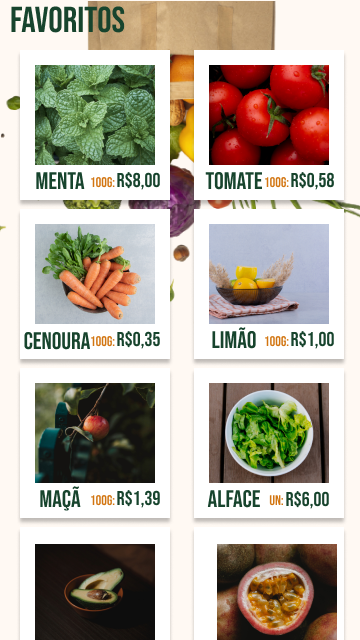 FAVORITOS
MENTA 100G: R$8,00
TOMATE 100G: R$0,58
CENOURA 100G: R$0,35
LIMÃO 100G: R$1,00
MAÇÃ 100G: R$1,39
ALFACE UN: R$6,00